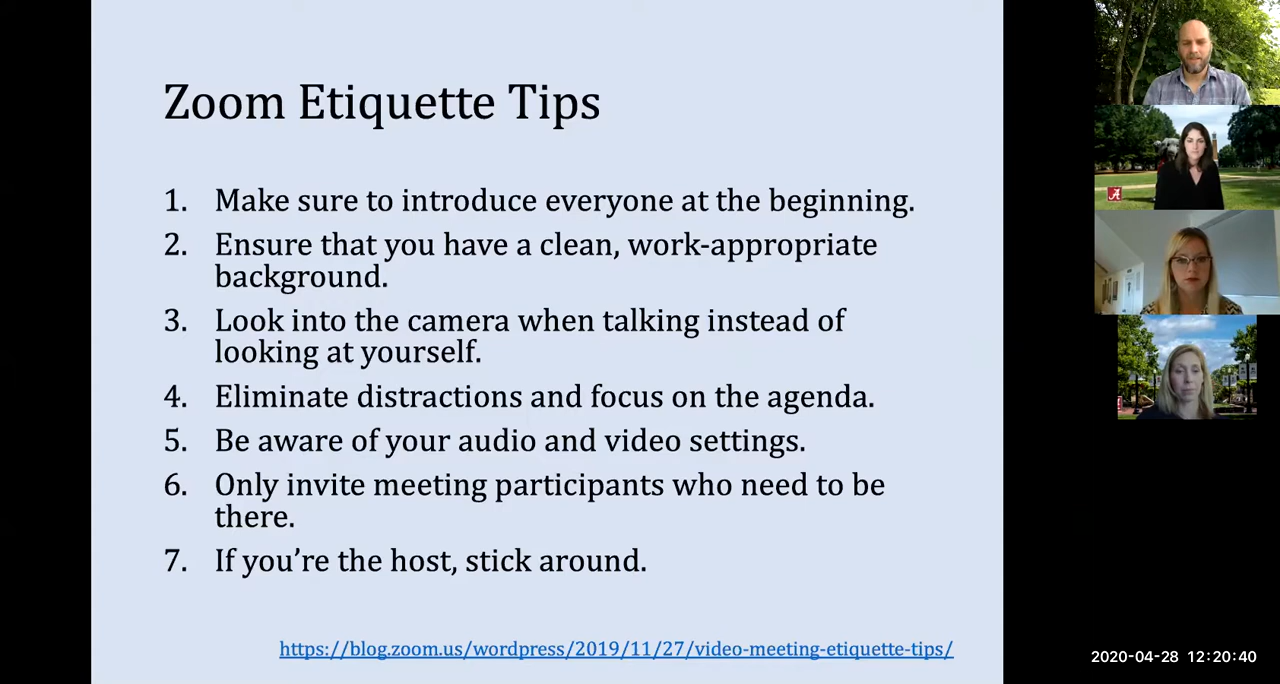 Zoom Etiquette Tips
1. Make sure to introduce everyone at the beginning.
2. Ensure that you have a clean, work-appropriate
background.
3. Look into the camera when talking instead of
looking at yourself.
4. Eliminate distractions and focus on the agenda.
5. Be aware of your audio and video settings.
6. Only invite meeting participants who need to be
there.
7. If you’re the host, stick around.
https://blog.zoom.us/wordpress/2019/11/27/video-meeting-etiquette-tips/
A
2020-04-28 12:20:40